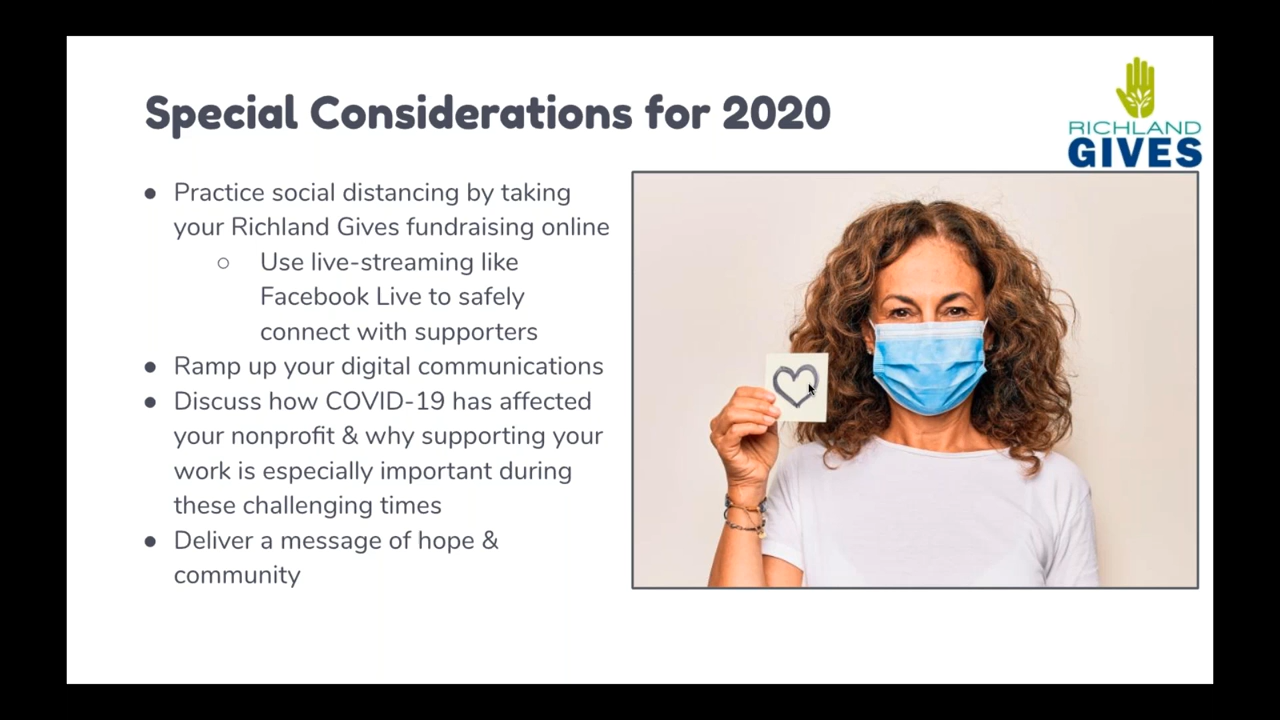 Special Considerations for 2020
RICHLAND
GIVES
● Practice social distancing by taking
your Richland Gives fundraising online
○ Use live-streaming like
Facebook Live to safely
connect with supporters
● Ramp up your digital communications
● Discuss how COVID-19 has affected
your nonprofit & why supporting your
work is especially important during
these challenging times
● Deliver a message of hope &
community